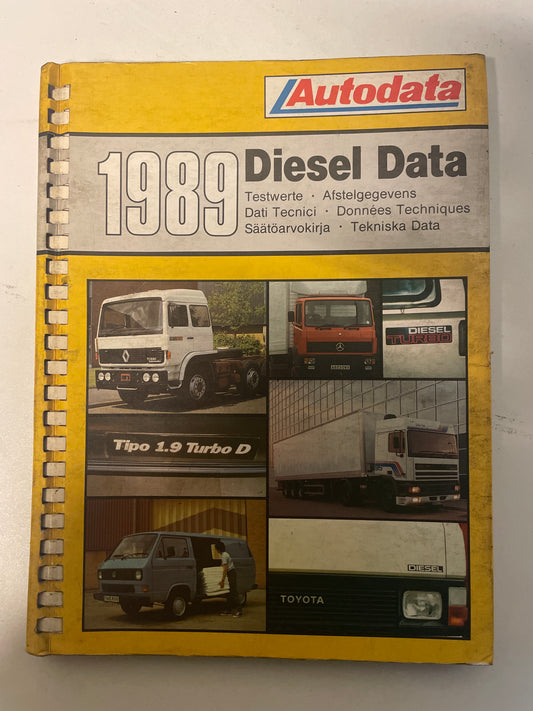 Autodata
1989
Diesel Data
Testwerte · Afstelgegevens
Dati Tecnici · Données Techniques
Säätöarvokirja · Tekniska Data
DIESEL
TURBO
Tipo 1.9 Turbo D
DIESEL
TOYOTA